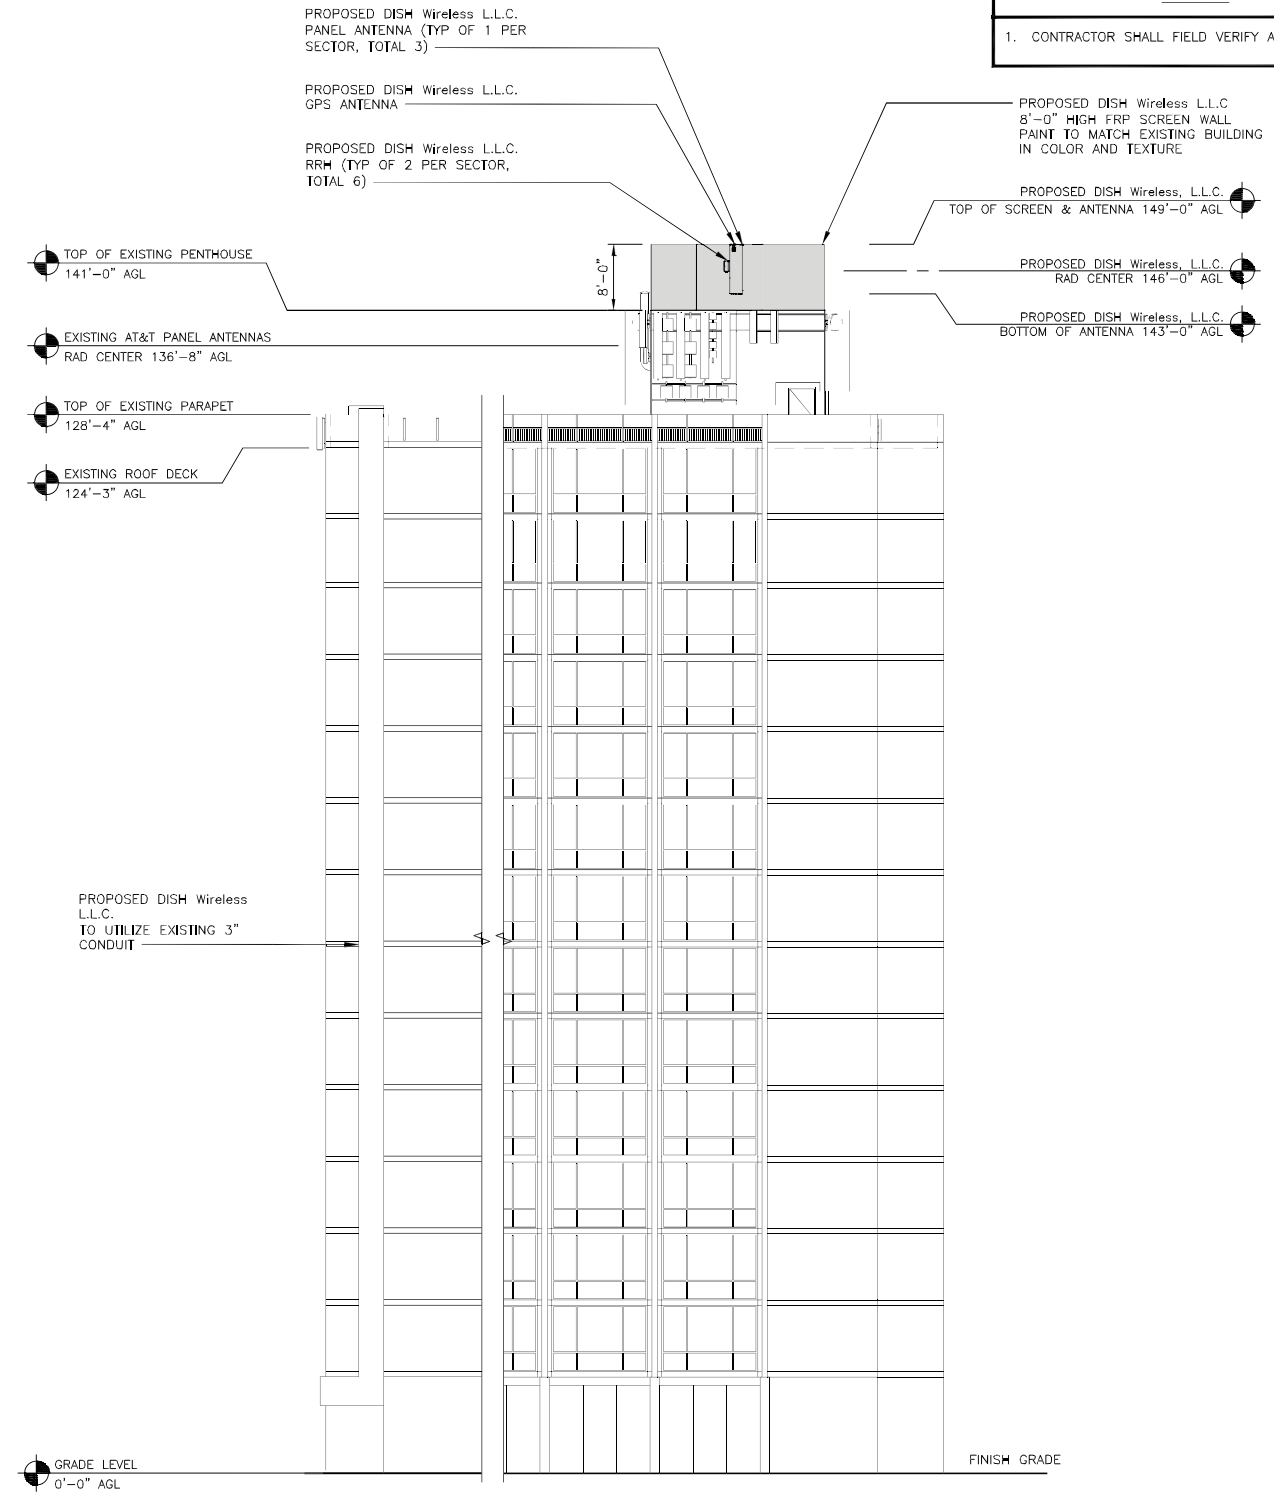 PROPOSED DISH Wireless L.L.C.
PANEL ANTENNA (TYP OF 1 PER
SECTOR, TOTAL 3)
1. CONTRACTOR SHALL FIELD VERIFY A
PROPOSED DISH Wireless L.L.C.
GPS ANTENNA
PROPOSED DISH Wireless L.L.C
8'-0" HIGH FRP SCREEN WALL
PAINT TO MATCH EXISTING BUILDING
IN COLOR AND TEXTURE
PROPOSED DISH Wireless L.L.C.
RRH (TYP OF 2 PER SECTOR,
TOTAL 6)
PROPOSED DISH Wireless, L.L.C.
TOP OF SCREEN & ANTENNA 149'-0" AGL
TOP OF EXISTING PENTHOUSE
141'-0" AGL
8'-0"
PROPOSED DISH Wireless, L.L.C.
RAD CENTER 146'-0" AGL
PROPOSED DISH Wireless, L.L.C.
BOTTOM OF ANTENNA 143'-0" AGL
EXISTING AT&T PANEL ANTENNAS
RAD CENTER 136'-8" AGL
TOP OF EXISTING PARAPET
128'-4" AGL
EXISTING ROOF DECK
124'-3" AGL
PROPOSED DISH Wireless
L.L.C.
TO UTILIZE EXISTING 3"
CONDUIT
GRADE LEVEL
0'-0" AGL
FINISH GRADE